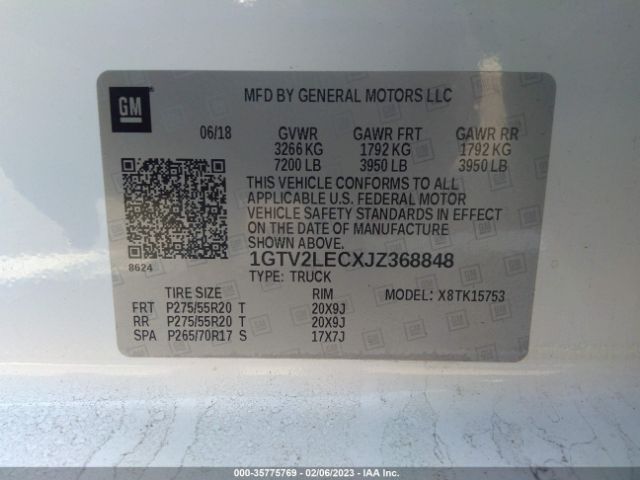 GM
MFD BY GENERAL MOTORS LLC
06/18 GVWR GAWR FRT GAWR RR
3266 KG 1792 KG 1792 KG
7200 LB 3950 LB 3950 LB
THIS VEHICLE CONFORMS TO ALL
APPLICABLE U.S. FEDERAL MOTOR
VEHICLE SAFETY STANDARDS IN EFFECT
ON THE DATE OF MANUFACTURE
SHOWN ABOVE.
8624
1GTV2LECXJZ368848
TYPE: TRUCK
TIRE SIZE RIM MODEL: X8TK15753
FRT P275/55R20 T 20X9J
RR P275/55R20 T 20X9J
SPA P265/70R17 S 17X7J
000-35775769 - 02/06/2023 - IAA Inc.